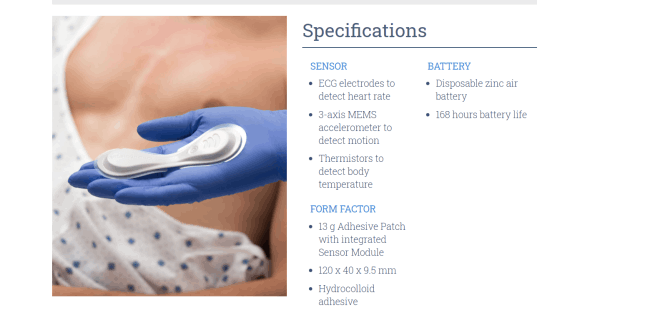 Specifications
SENSOR
• ECG electrodes to
detect heart rate
• 3-axis MEMS
accelerometer to
detect motion
• Thermistors to
detect body
temperature
FORM FACTOR
• 13 g Adhesive Patch
with integrated
Sensor Module
• 120 x 40 x 9.5 mm
• Hydrocolloid
adhesive
BATTERY
• Disposable zinc air
battery
• 168 hours battery life